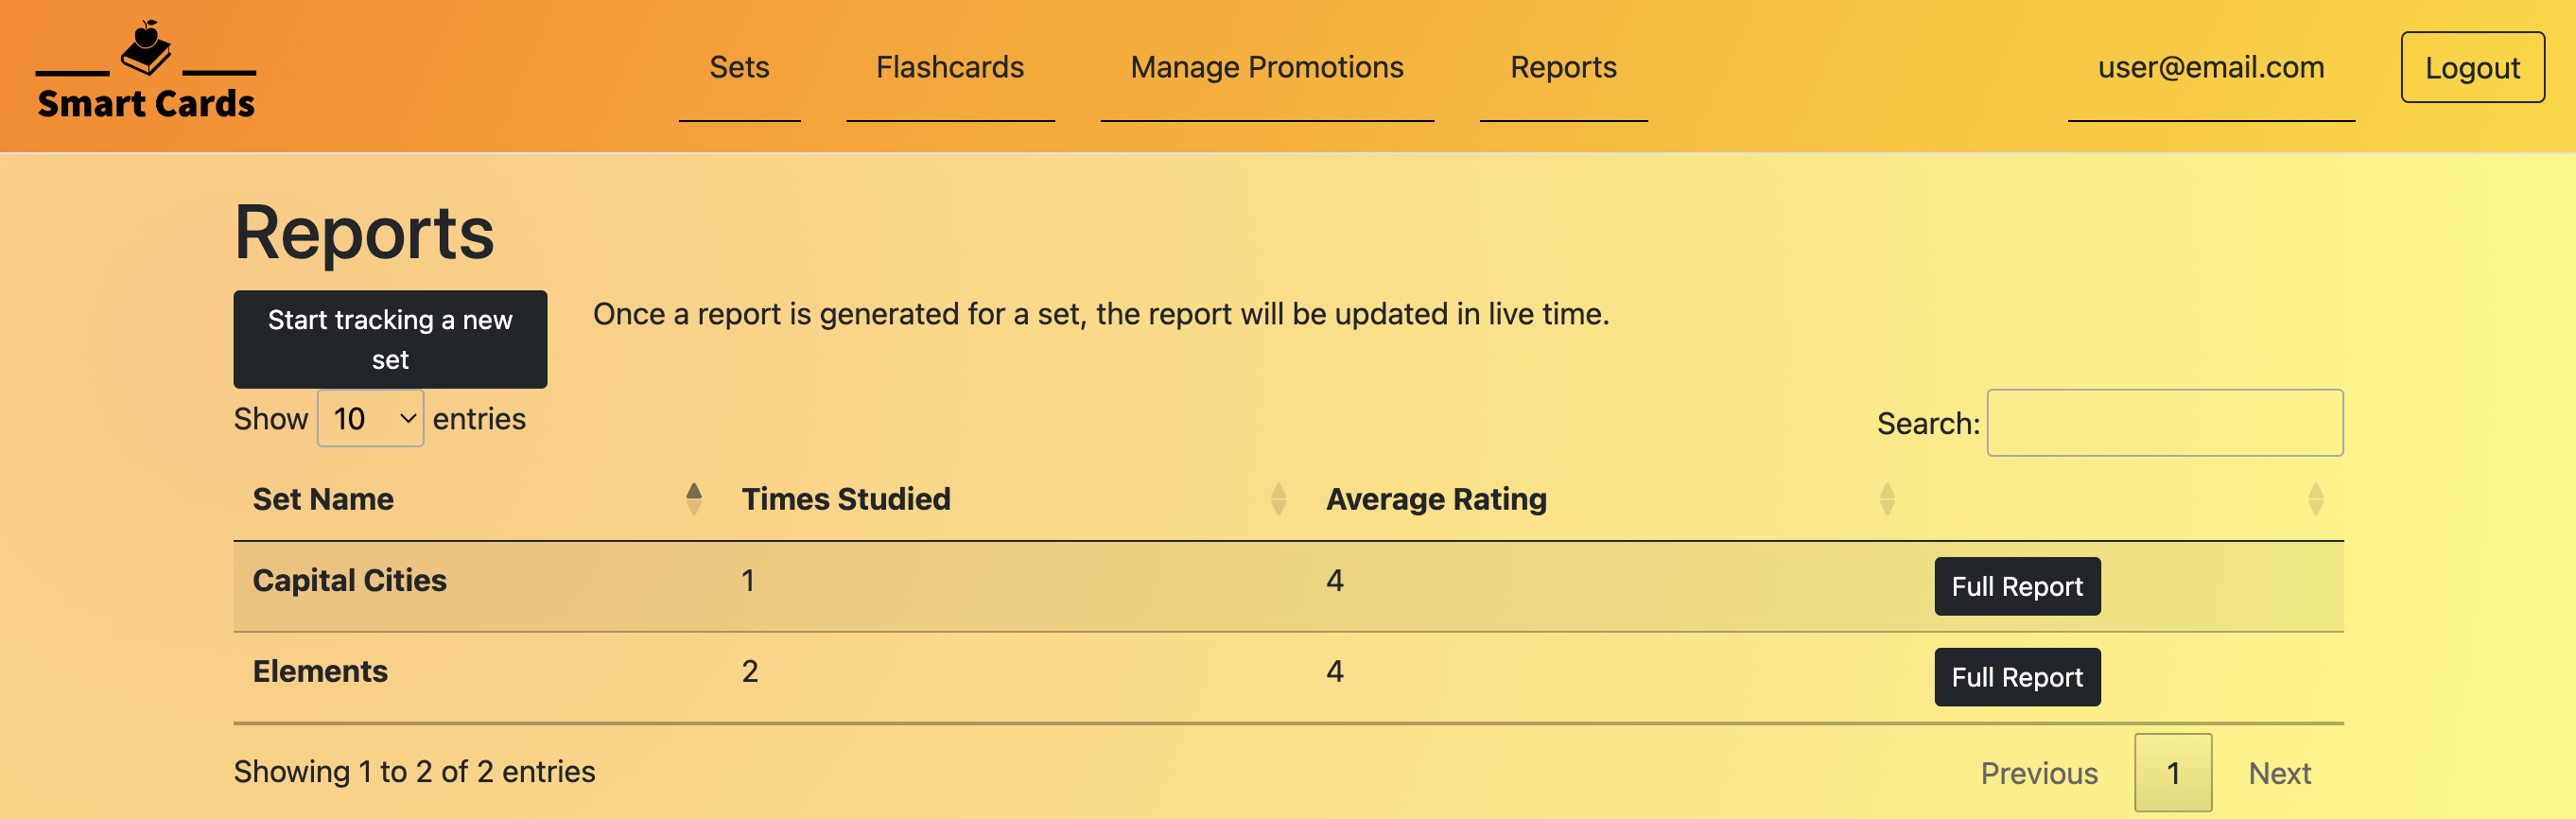 Smart Cards
Sets Flashcards Manage Promotions Reports user@email.com Logout
Reports
Start tracking a new
set
Once a report is generated for a set, the report will be updated in live time.
Show 10 entries Search:
Set Name Times Studied Average Rating
Capital Cities 1 4 Full Report
Elements 2 4 Full Report
Showing 1 to 2 of 2 entries Previous 1 Next